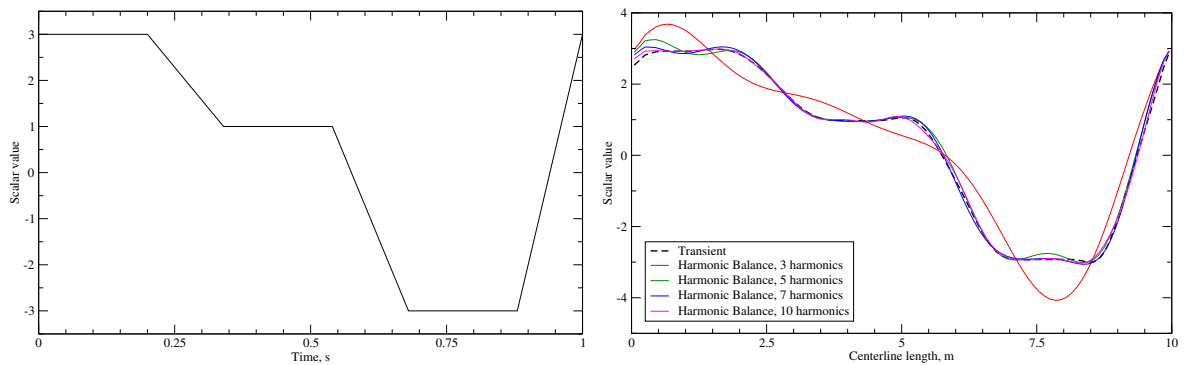 3
2
1
0
-1
-2
-3
Scalar value
0
0.25
0.5
0.75
1
Time, s
4
2
0
-2
-4
Scalar value
Transient
Harmonic Balance, 3 harmonics
Harmonic Balance, 5 harmonics
Harmonic Balance, 7 harmonics
Harmonic Balance, 10 harmonics
0
2.5
5
7.5
10
Centerline length, m